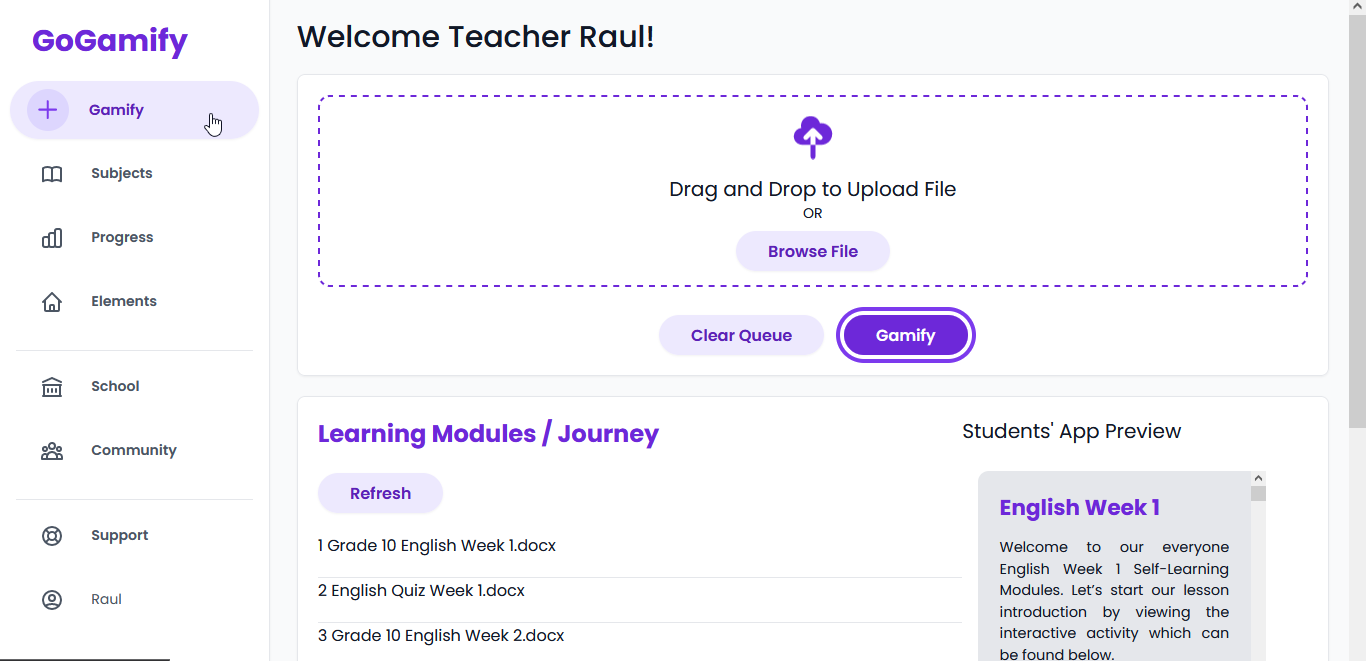 GoGamify
Gamify
Subjects
Progress
Elements
School
Community
Support
Raul
Welcome Teacher Raul!
Drag and Drop to Upload File
OR
Browse File
Clear Queue
Gamify
Learning Modules / Journey
Refresh
1 Grade 10 English Week 1.docx
2 English Quiz Week 1.docx
3 Grade 10 English Week 2.docx
Students' App Preview
English Week 1
Welcome to our everyone
English Week 1 Self-Learning
Modules. Let’s start our lesson
introduction by viewing the
interactive activity which can
be found below.